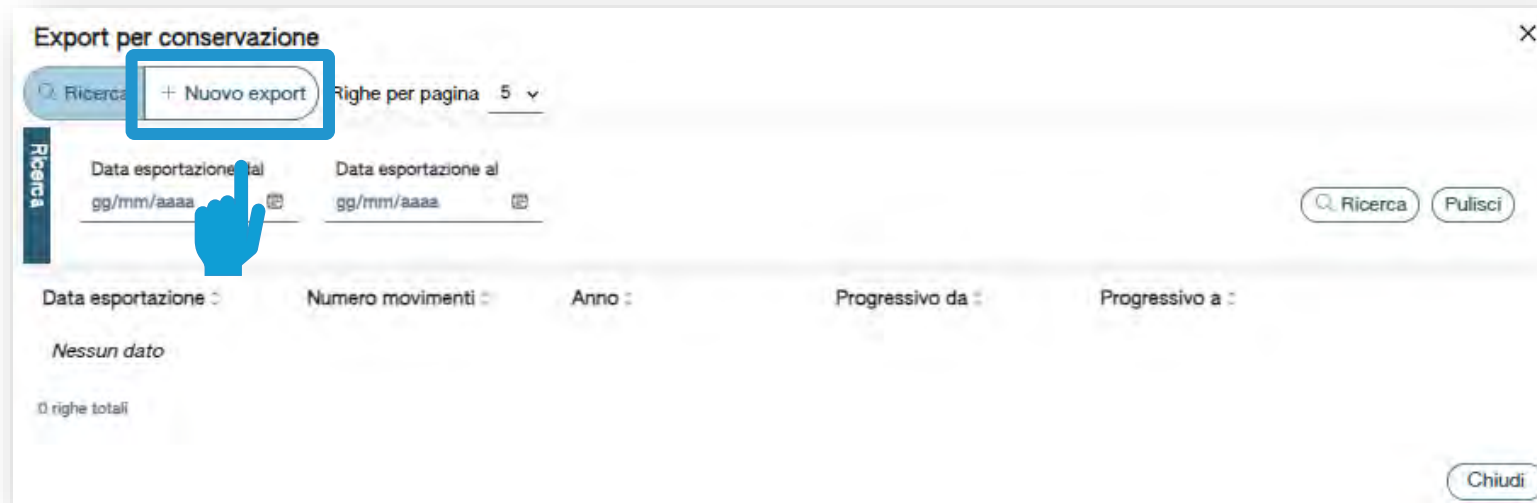 Export per conservazione
Ricerca + Nuovo export Righe per pagina 5
Ricerca
Data esportazione dal Data esportazione al
gg/mm/aaaa gg/mm/aaaa
Ricerca Pulisci
Data esportazione Numero movimenti Anno Progressivo da Progressivo a
Nessun dato
0 righe totali
Chiudi